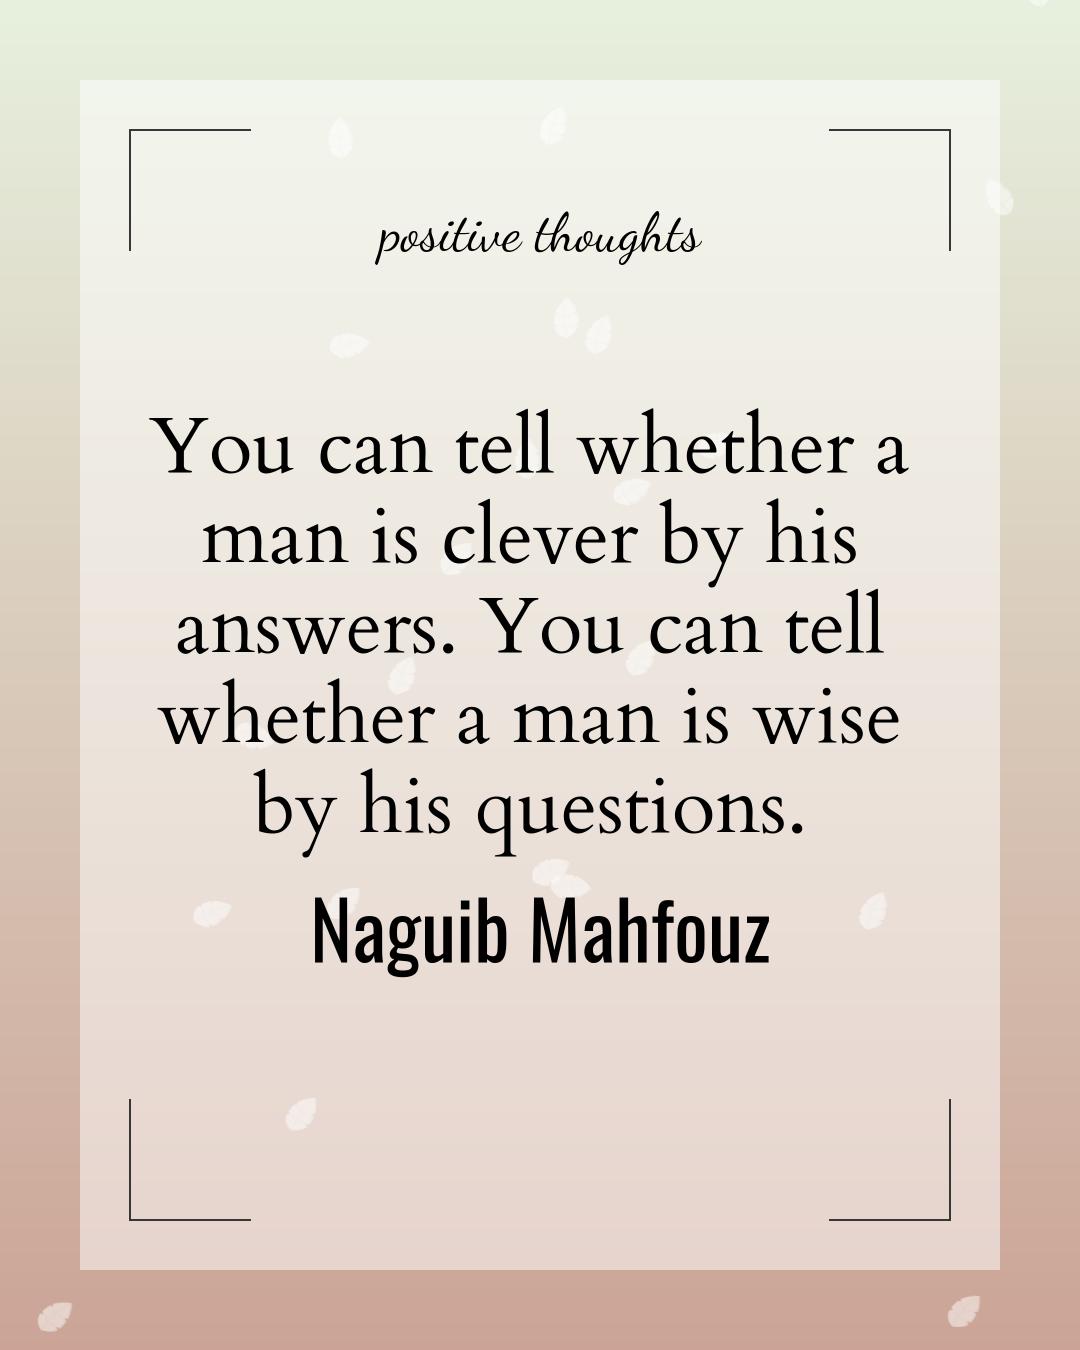 positive thoughts
You can tell whether a
man is clever by his
answers. You can tell
whether a man is wise
by his questions.
Naguib Mahfouz